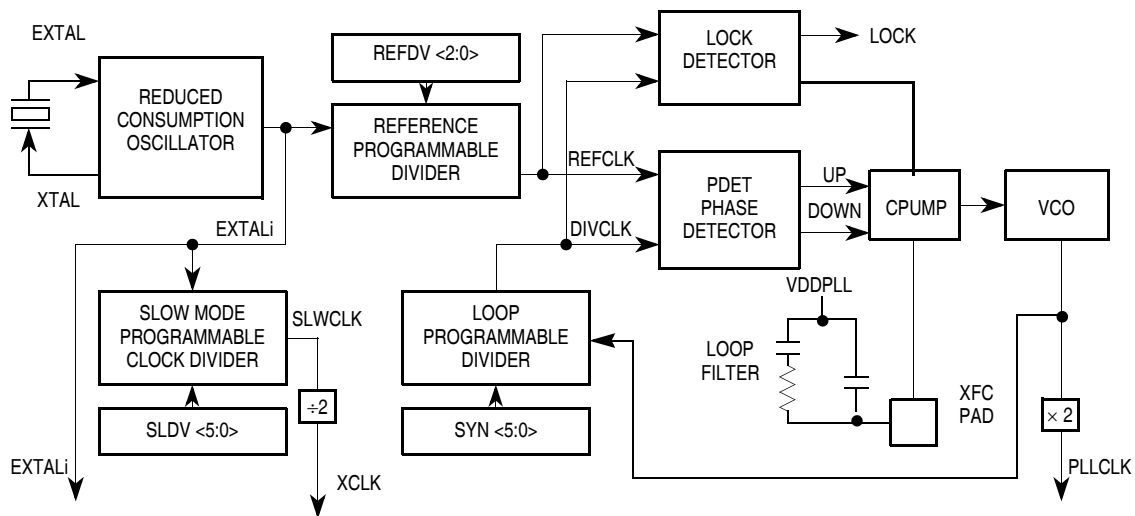 EXTAL
REDUCED
CONSUMPTION
OSCILLATOR
XTAL
REFDV <2:0>
REFERENCE
PROGRAMMABLE
DIVIDER
LOCK
DETECTOR
LOCK
REFCLK
DIVCLK
PDET
PHASE
DETECTOR
UP
DOWN
CPUMP
VCO
EXTALi
SLOW MODE
PROGRAMMABLE
CLOCK DIVIDER
SLWCLK
LOOP
PROGRAMMABLE
DIVIDER
VDDPLL
LOOP
FILTER
XFC
PAD
÷2
× 2
SLDV <5:0>
SYN <5:0>
EXTALi
XCLK
PLLCLK